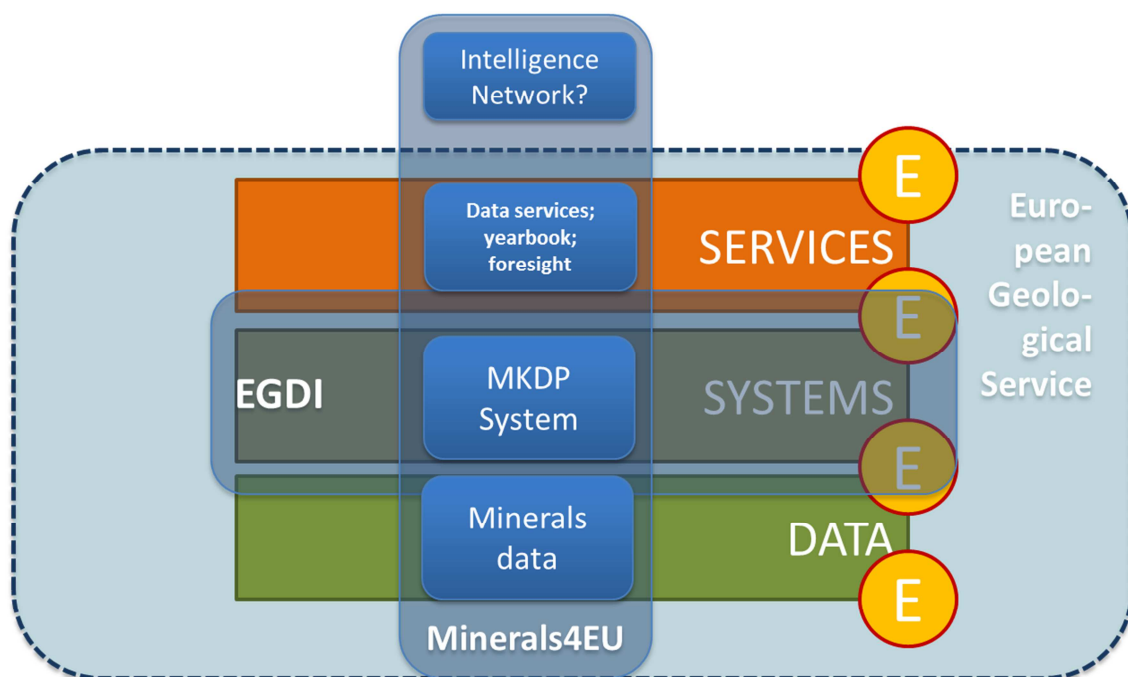 Intelligence
Network?
E
Data services;
yearbook;
foresight
SERVICES
Euro-
pean
Geolo-
gical
Service
E
EGDI
MKDP
System
SYSTEMS
E
Minerals
data
DATA
E
Minerals4EU